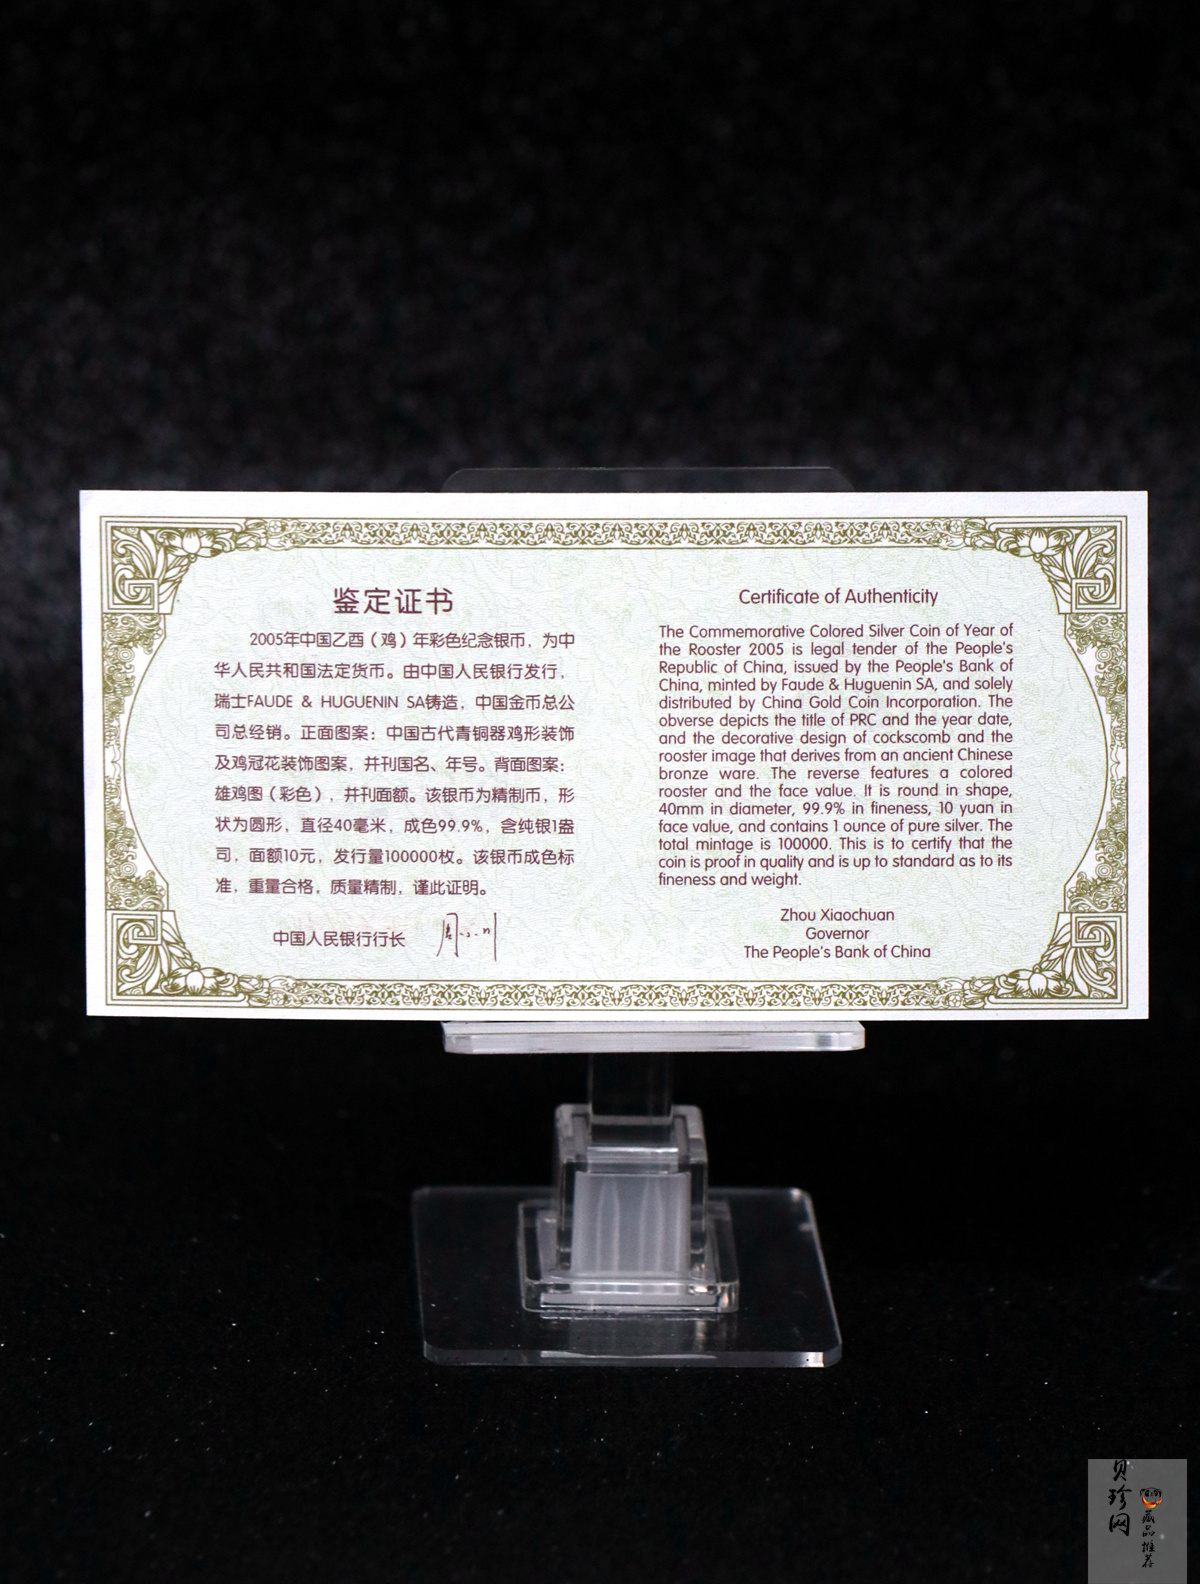 鉴定证书
2005年中国乙酉（鸡）年彩色纪念银币，为中
华人民共和国法定货币。由中国人民银行发行，
瑞士FAUDE & HUGUENIN SA铸造，中国金币总公
司总经销。正面图案：中国古代青铜器鸡形装饰
及鸡冠花装饰图案，并刊国名、年号。背面图案：
雄鸡图（彩色），并刊面额。该银币为精制币，形
状为圆形，直径40毫米，成色99.9%，含纯银1盎
司，面额10元，发行量100000枚。该银币成色标
准，重量合格，质量精制，谨此证明。
中国人民银行行长 周小川
Certificate of Authenticity
The Commemorative Colored Silver Coin of Year of
the Rooster 2005 is legal tender of the People's
Republic of China, issued by the People's Bank of
China, minted by Faude & Huguenin SA, and solely
distributed by China Gold Coin Incorporation. The
obverse depicts the title of PRC and the year date,
and the decorative design of cockscomb and the
rooster image that derives from an ancient Chinese
bronze ware. The reverse features a colored
rooster and the face value. It is round in shape,
40mm in diameter, 99.9% in fineness, 10 yuan in
face value, and contains 1 ounce of pure silver. The
total mintage is 100000. This is to certify that the
coin is proof in quality and is up to standard as to its
fineness and weight.
Zhou Xiaochuan
Governor
The People's Bank of China
贝珍网
藏品推荐